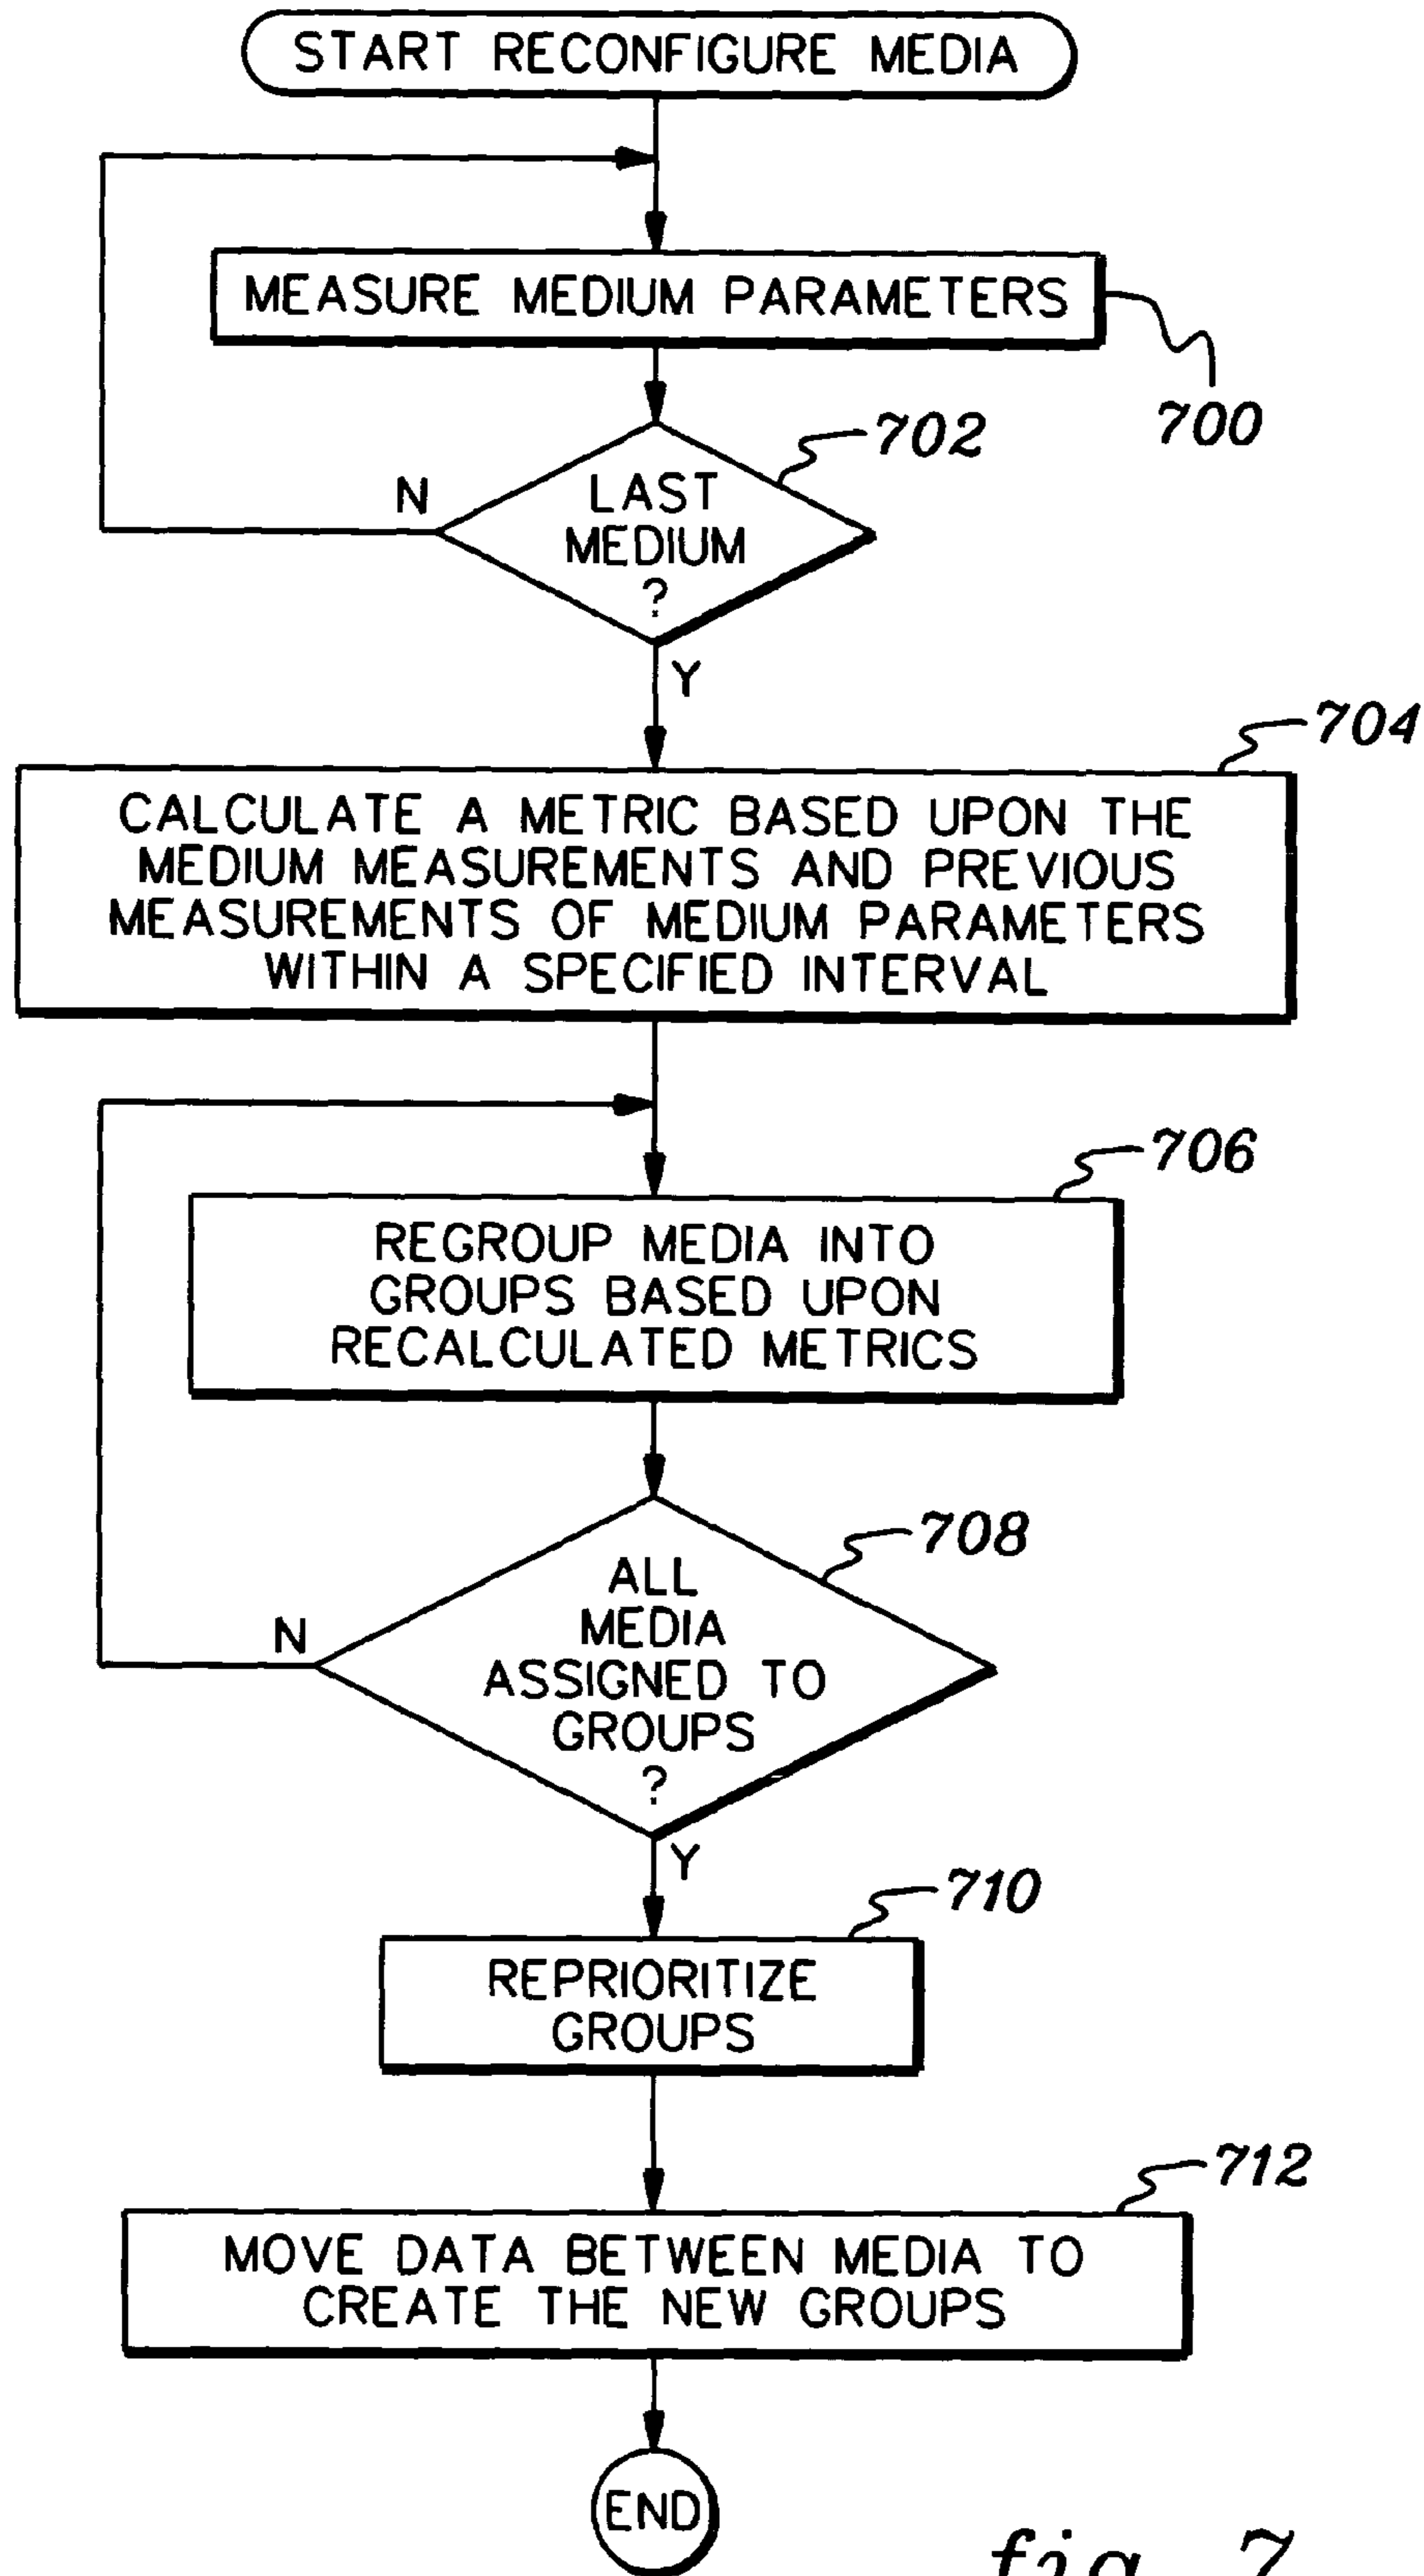 START RECONFIGURE MEDIA
MEASURE MEDIUM PARAMETERS
700
702
LAST
MEDIUM
?
N
Y
704
CALCULATE A METRIC BASED UPON THE
MEDIUM MEASUREMENTS AND PREVIOUS
MEASUREMENTS OF MEDIUM PARAMETERS
WITHIN A SPECIFIED INTERVAL
706
REGROUP MEDIA INTO
GROUPS BASED UPON
RECALCULATED METRICS
708
ALL
MEDIA
ASSIGNED TO
GROUPS
?
N
Y
710
REPRIORITIZE
GROUPS
712
MOVE DATA BETWEEN MEDIA TO
CREATE THE NEW GROUPS
END
fig. 7